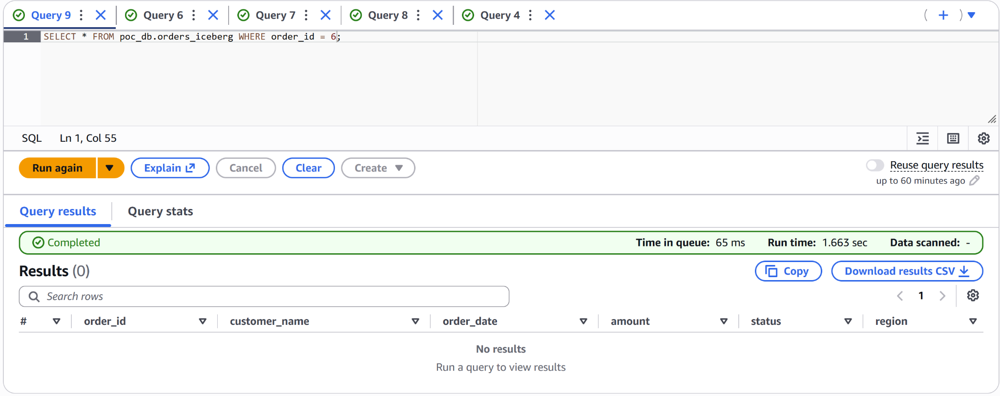 Query 9 Query 6 Query 7 Query 8 Query 4
1 SELECT * FROM poc_db.orders_iceberg WHERE order_id = 6;
SQL Ln 1, Col 55
Run again Explain Cancel Clear Create Reuse query results
up to 60 minutes ago
Query results Query stats
Completed Time in queue: 65 ms Run time: 1.663 sec Data scanned: -
Results (0) Copy Download results CSV
Search rows 1
# order_id customer_name order_date amount status region
No results
Run a query to view results